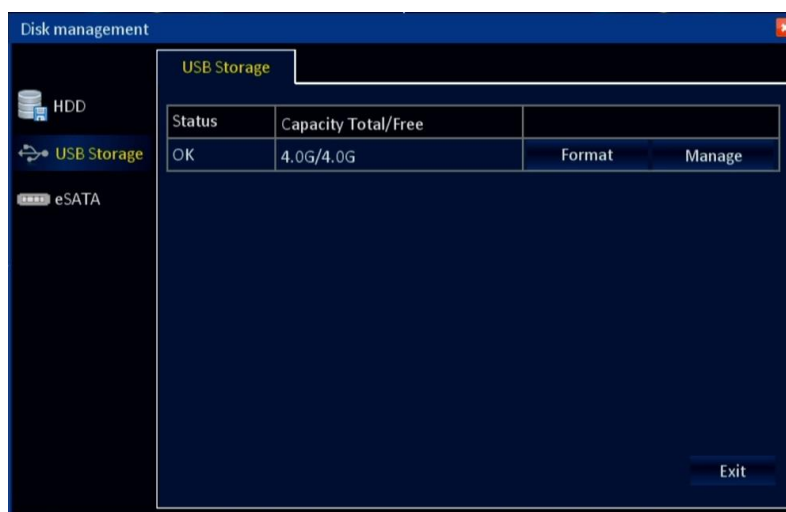 Disk management
USB Storage
HDD
USB Storage
eSATA
Status Capacity Total/Free
OK 4.0G/4.0G Format Manage
Exit